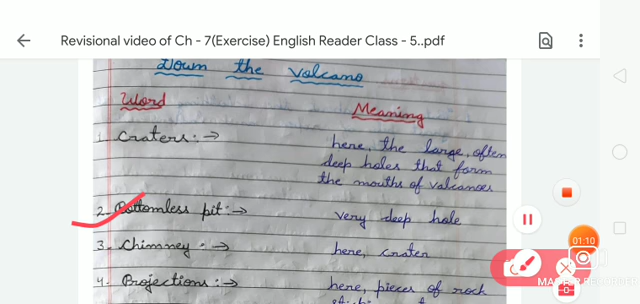 Revisional video of Ch - 7(Exercise) English Reader Class - 5..pdf
Down the Volcano
Word Meaning
1. Craters:→ here, the large, often
deep holes that form
the mouths of volcanoes
2. Bottomless pit:→ very deep hole
3. Chimney:→ here, crater
01:10
4. Projections:→ here, pieces of rock